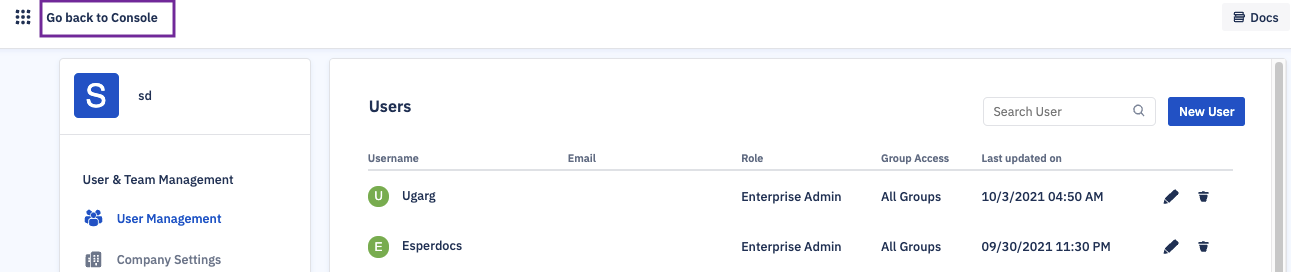 Go back to Console
Docs
S
sd
User & Team Management
User Management
Company Settings
Users
Search User
New User
Username Email Role Group Access Last updated on
U Ugarg Enterprise Admin All Groups 10/3/2021 04:50 AM
E Esperdocs Enterprise Admin All Groups 09/30/2021 11:30 PM